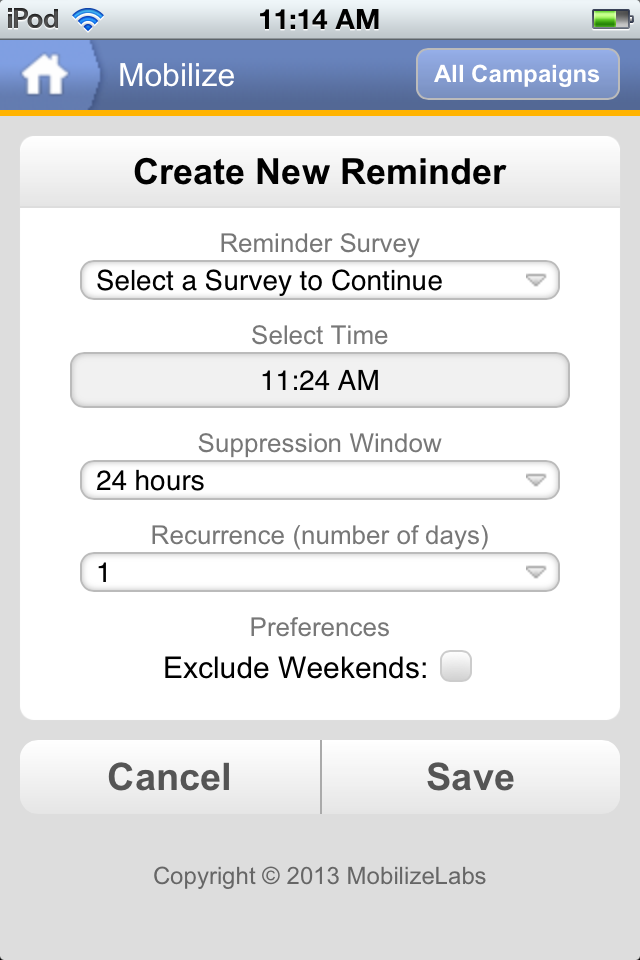 iPod 11:14 AM
Mobilize All Campaigns
Create New Reminder
Reminder Survey
Select a Survey to Continue
Select Time
11:24 AM
Suppression Window
24 hours
Recurrence (number of days)
1
Preferences
Exclude Weekends:
Cancel Save
Copyright © 2013 MobilizeLabs